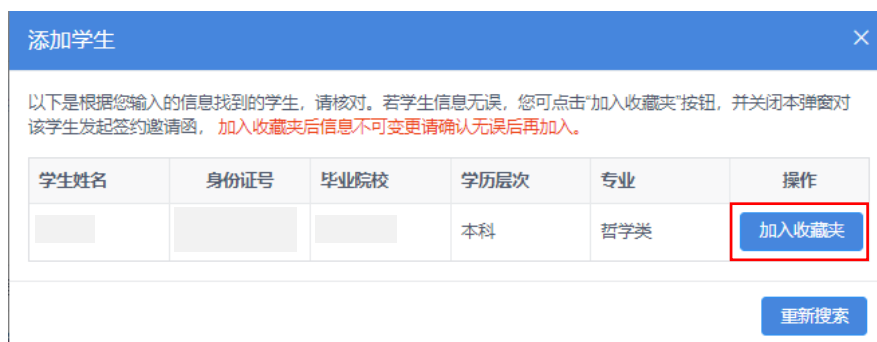 添加学生
以下是根据您输入的信息找到的学生，请核对。若学生信息无误，您可点击“加入收藏夹”按钮，并关闭本弹窗对
该学生发起签约邀请函，加入收藏夹后信息不可变更请确认无误后再加入。
学生姓名 身份证号 毕业院校 学历层次 专业 操作
本科 哲学类 加入收藏夹
重新搜索